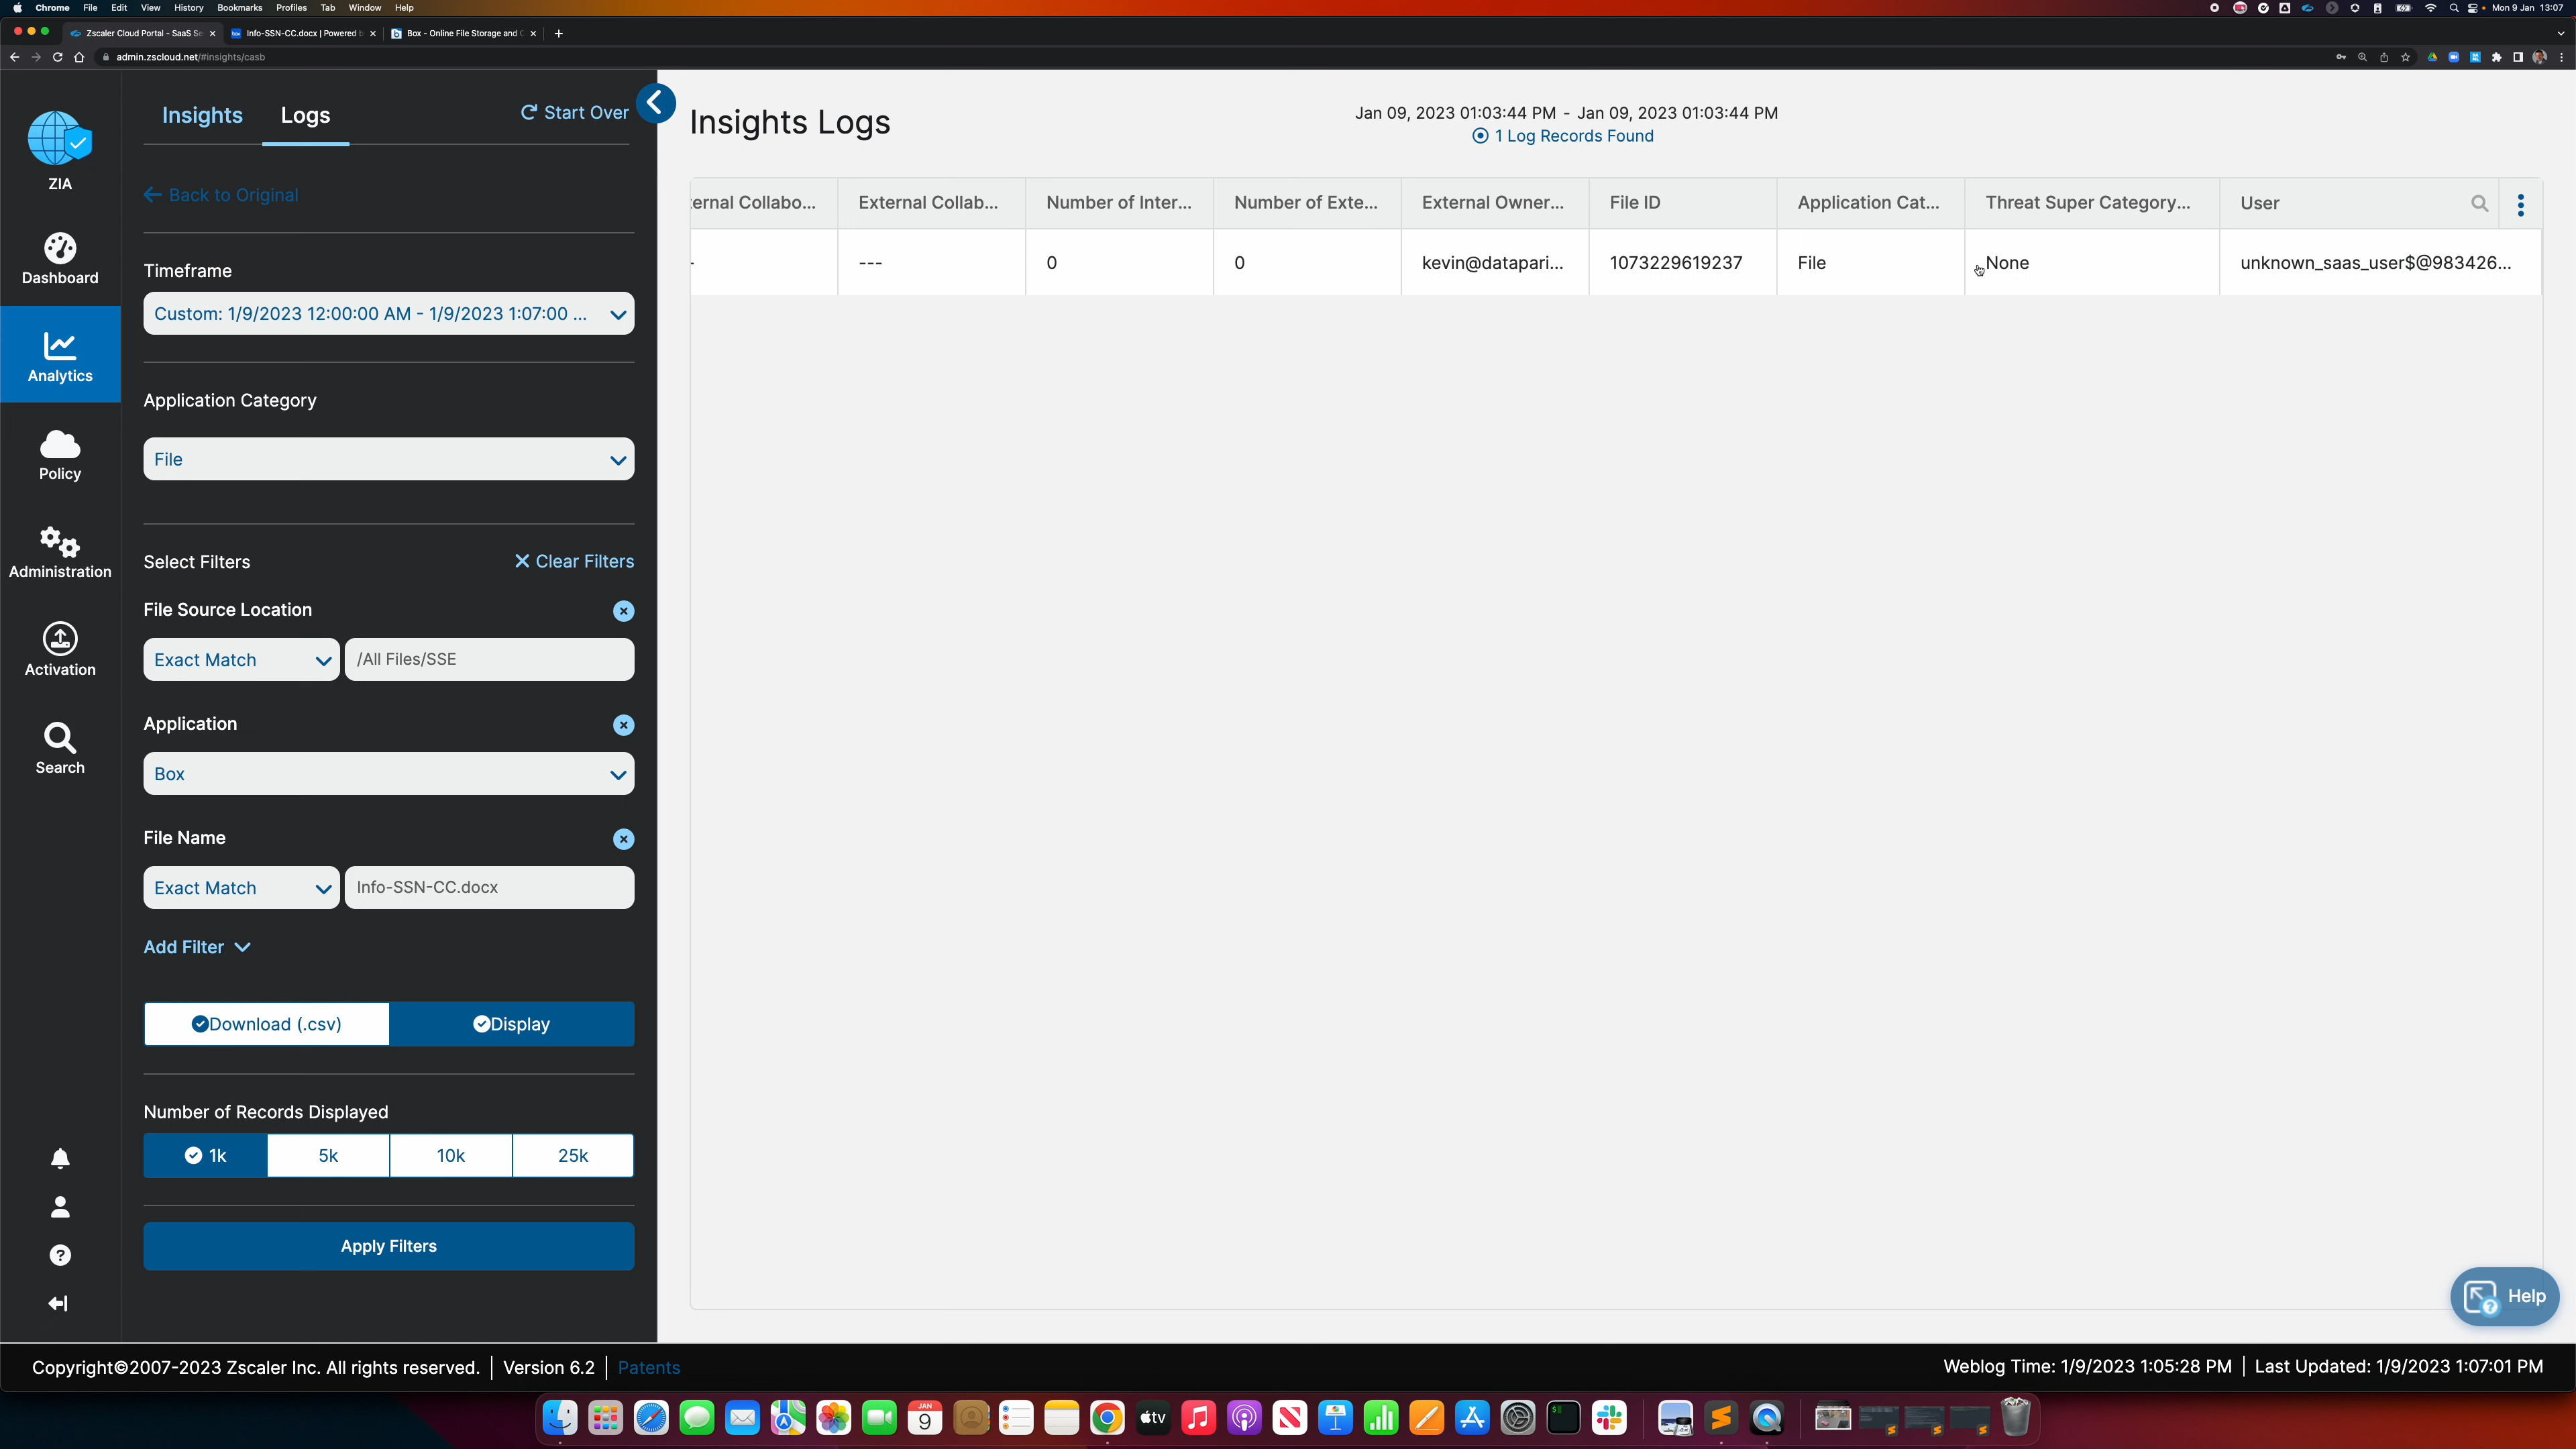 Chrome File Edit View History Bookmarks Profiles Tab Window Help
Mon 9 Jan 13:07
Zscaler Cloud Portal - SaaS Se
Info-SSN-CC.docx | Powered b
Box - Online File Storage and C
admin.zscloud.net/#insights/casb
ZIA
Dashboard
Analytics
Policy
Administration
Activation
Search
Insights
Logs
Start Over
Back to Original
Timeframe
Custom: 1/9/2023 12:00:00 AM - 1/9/2023 1:07:00 ...
Application Category
File
Select Filters
Clear Filters
File Source Location
Exact Match
/All Files/SSE
Application
Box
File Name
Exact Match
Info-SSN-CC.docx
Add Filter
Download (.csv)
Display
Number of Records Displayed
1k
5k
10k
25k
Apply Filters
Insights Logs
Jan 09, 2023 01:03:44 PM - Jan 09, 2023 01:03:44 PM
1 Log Records Found
ernal Collabo... External Collab... Number of Inter... Number of Exte... External Owner... File ID Application Cat... Threat Super Category... User
- --- 0 0 kevin@datapari... 1073229619237 File None unknown_saas_user$@983426...
Help
Copyright©2007-2023 Zscaler Inc. All rights reserved. | Version 6.2 | Patents
Weblog Time: 1/9/2023 1:05:28 PM | Last Updated: 1/9/2023 1:07:01 PM
JAN
9
tv